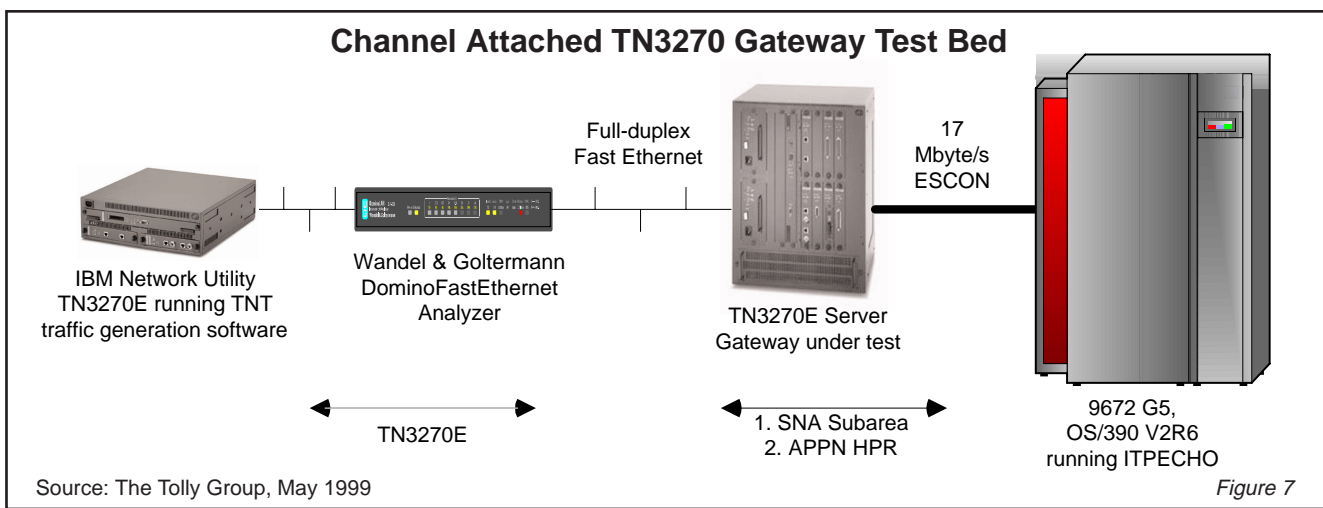 Channel Attached TN3270 Gateway Test Bed
Full-duplex
Fast Ethernet
17
Mbyte/s
ESCON
IBM Network Utility
TN3270E running TNT
traffic generation software
Wandel & Goltermann
DominoFastEthernet
Analyzer
TN3270E Server
Gateway under test
TN3270E
1. SNA Subarea
2. APPN HPR
9672 G5,
OS/390 V2R6
running ITPECHO
Source: The Tolly Group, May 1999
Figure 7